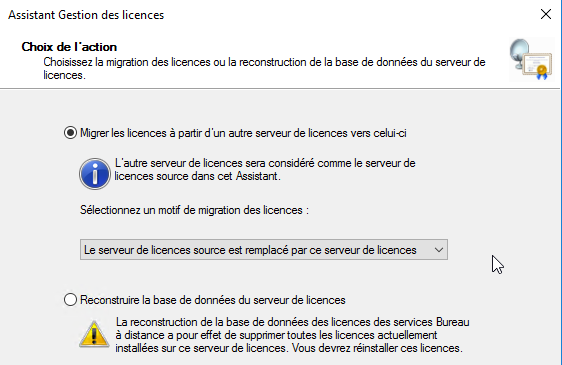 Assistant Gestion des licences
Choix de l'action
Choisissez la migration des licences ou la reconstruction de la base de données du serveur de
licences.
Migrer les licences à partir d'un autre serveur de licences vers celui-ci
L'autre serveur de licences sera considéré comme le serveur de
licences source dans cet Assistant.
Sélectionnez un motif de migration des licences :
Le serveur de licences source est remplacé par ce serveur de licences
Reconstruire la base de données du serveur de licences
La reconstruction de la base de données des licences des services Bureau
à distance a pour effet de supprimer toutes les licences actuellement
installées sur ce serveur de licences. Vous devrez réinstaller ces licences.